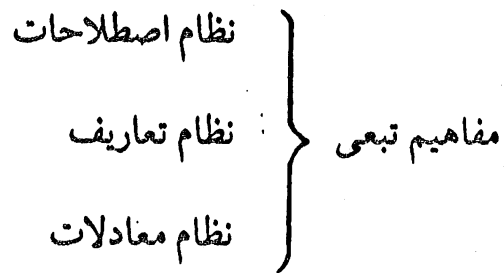 نظام اصطلاحات
مفاهیم تبعی : نظام تعاریف
نظام معادلات